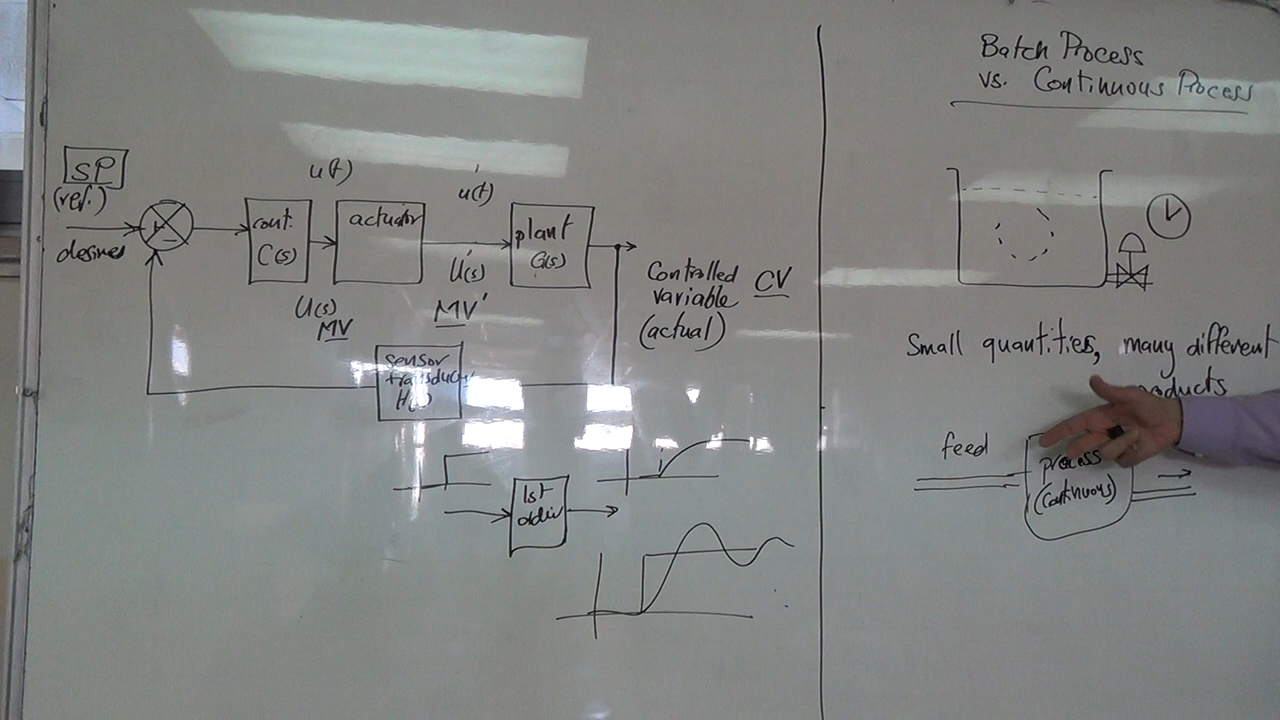 SP
(ref.)
desired
+
−
cont.
C(s)
u(t)
U(s)
MV
actuator
u'(t)
U'(s)
MV'
plant
G(s)
Controlled
variable CV
(actual)
sensor
transducer
1st
order
Batch Process
vs. Continuous Process
Small quantities, many different
feed
process
(continuous)